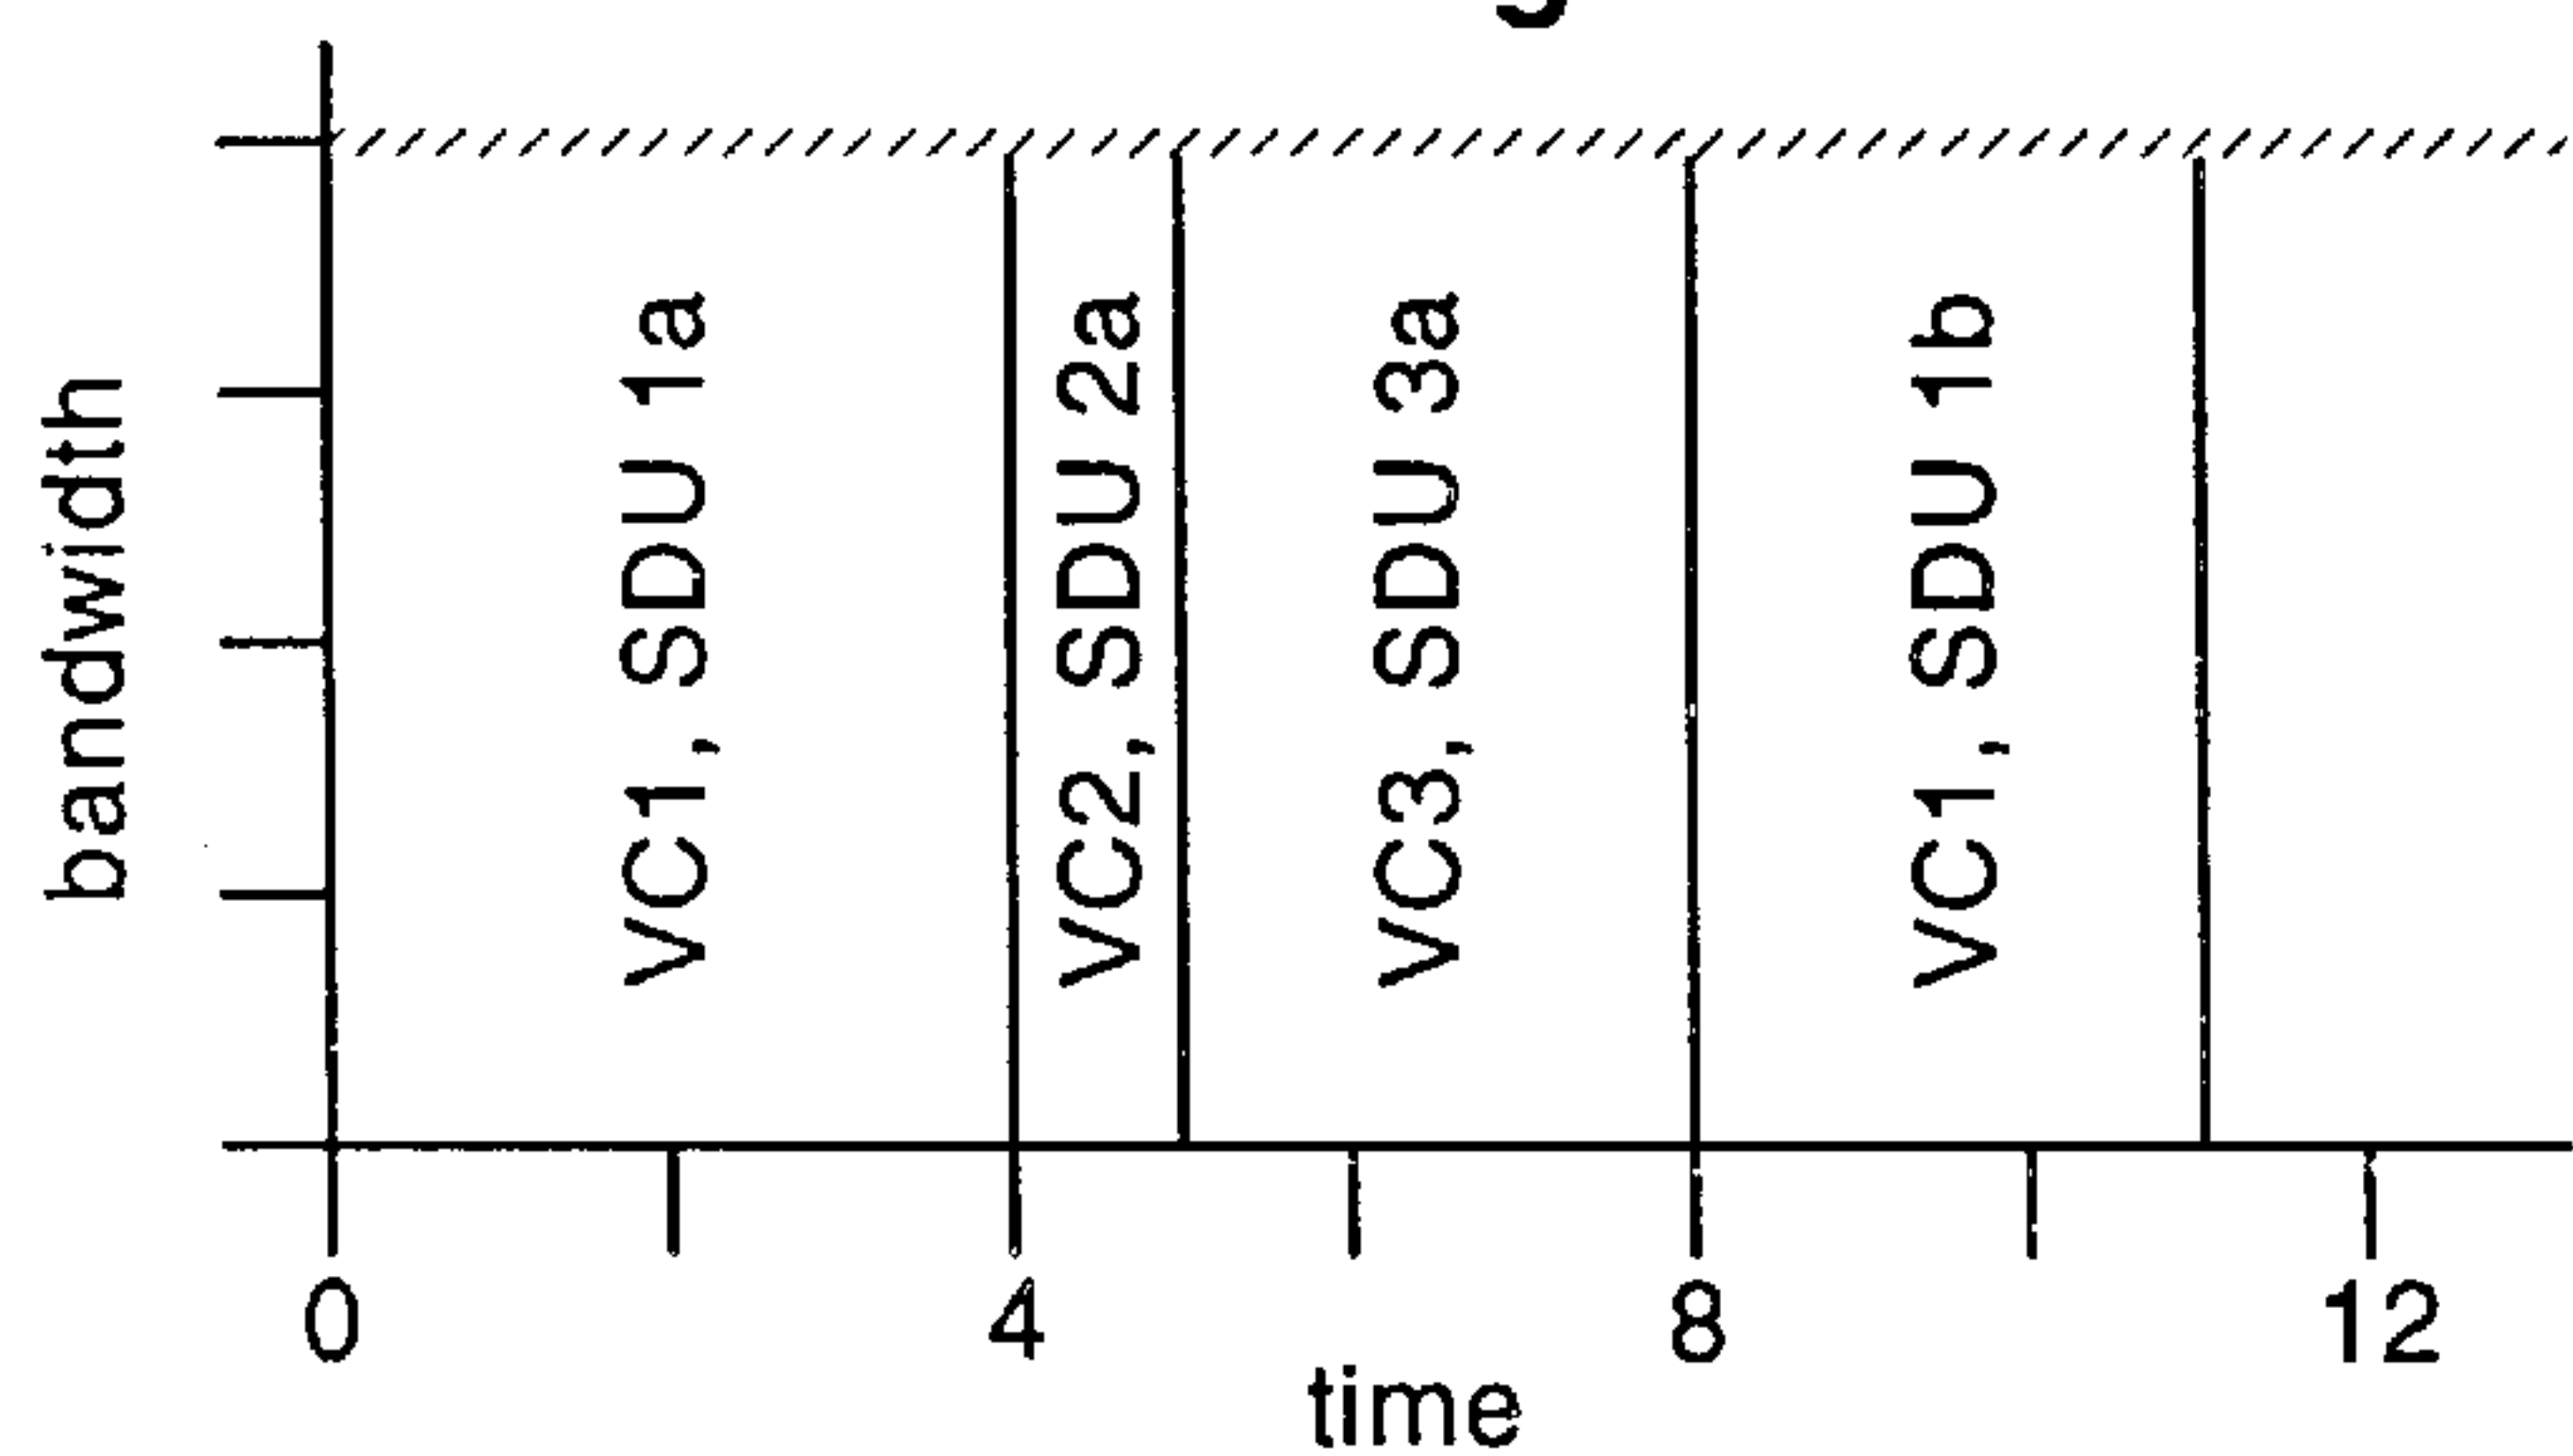 bandwidth
VC1, SDU 1a
VC2, SDU 2a
VC3, SDU 3a
VC1, SDU 1b
0 4 8 12
time